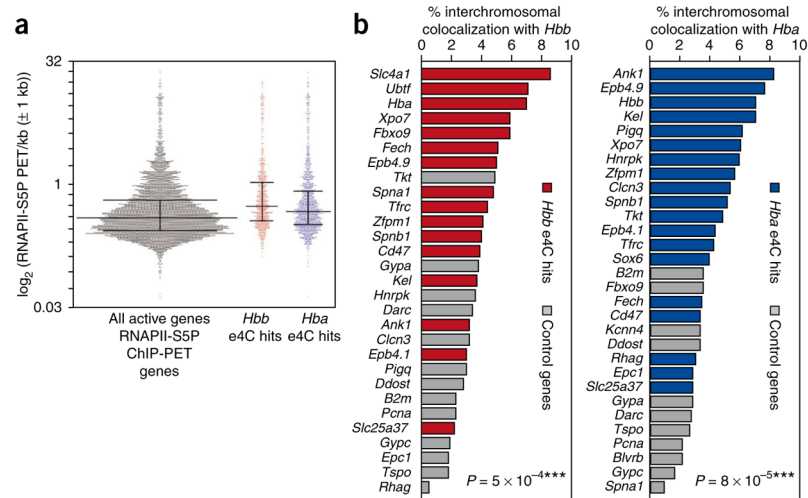 a
32
1
0.03
log2 (RNAPII-S5P PET/kb (± 1 kb))
All active genes
RNAPII-S5P
ChIP-PET
genes
Hbb
e4C hits
Hba
e4C hits
b
% interchromosomal
colocalization with Hbb
0 2 4 6 8 10
Slc4a1
Ubtf
Hba
Xpo7
Fbxo9
Fech
Epb4.9
Tkt
Spna1
Tfrc
Zfpm1
Spnb1
Cd47
Gypa
Kel
Hnrpk
Darc
Ank1
Clcn3
Epb4.1
Pigq
Ddost
B2m
Pcna
Slc25a37
Gypc
Epc1
Tspo
Rhag
Hbb e4C hits
Control genes
P = 5 × 10−4***
% interchromosomal
colocalization with Hba
0 2 4 6 8 10
Ank1
Epb4.9
Hbb
Kel
Pigq
Xpo7
Hnrpk
Zfpm1
Clcn3
Spnb1
Tkt
Epb4.1
Tfrc
Sox6
B2m
Fbxo9
Fech
Cd47
Kcnn4
Ddost
Rhag
Epc1
Slc25a37
Gypa
Darc
Tspo
Pcna
Blvrb
Gypc
Spna1
Hba e4C hits
Control genes
P = 8 × 10−5***